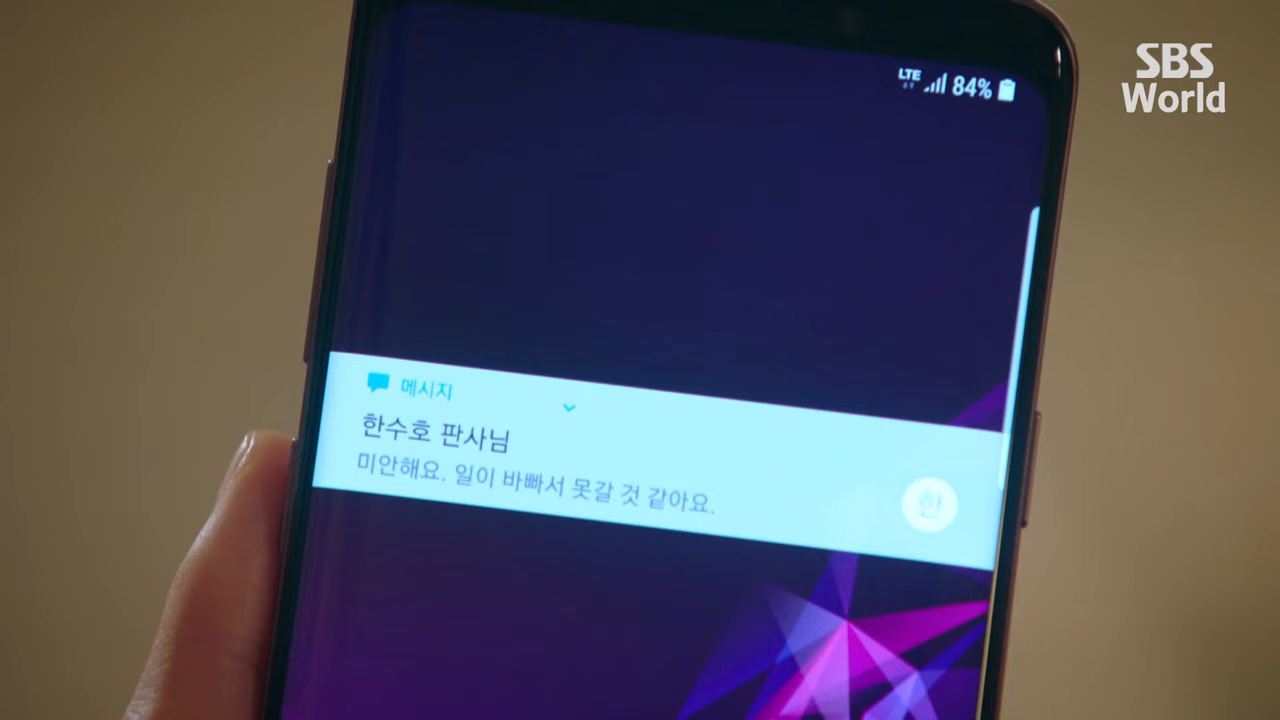 SBS
World
LTE 84%
메시지
한수호 판사님
미안해요. 일이 바빠서 못갈 것 같아요.
한